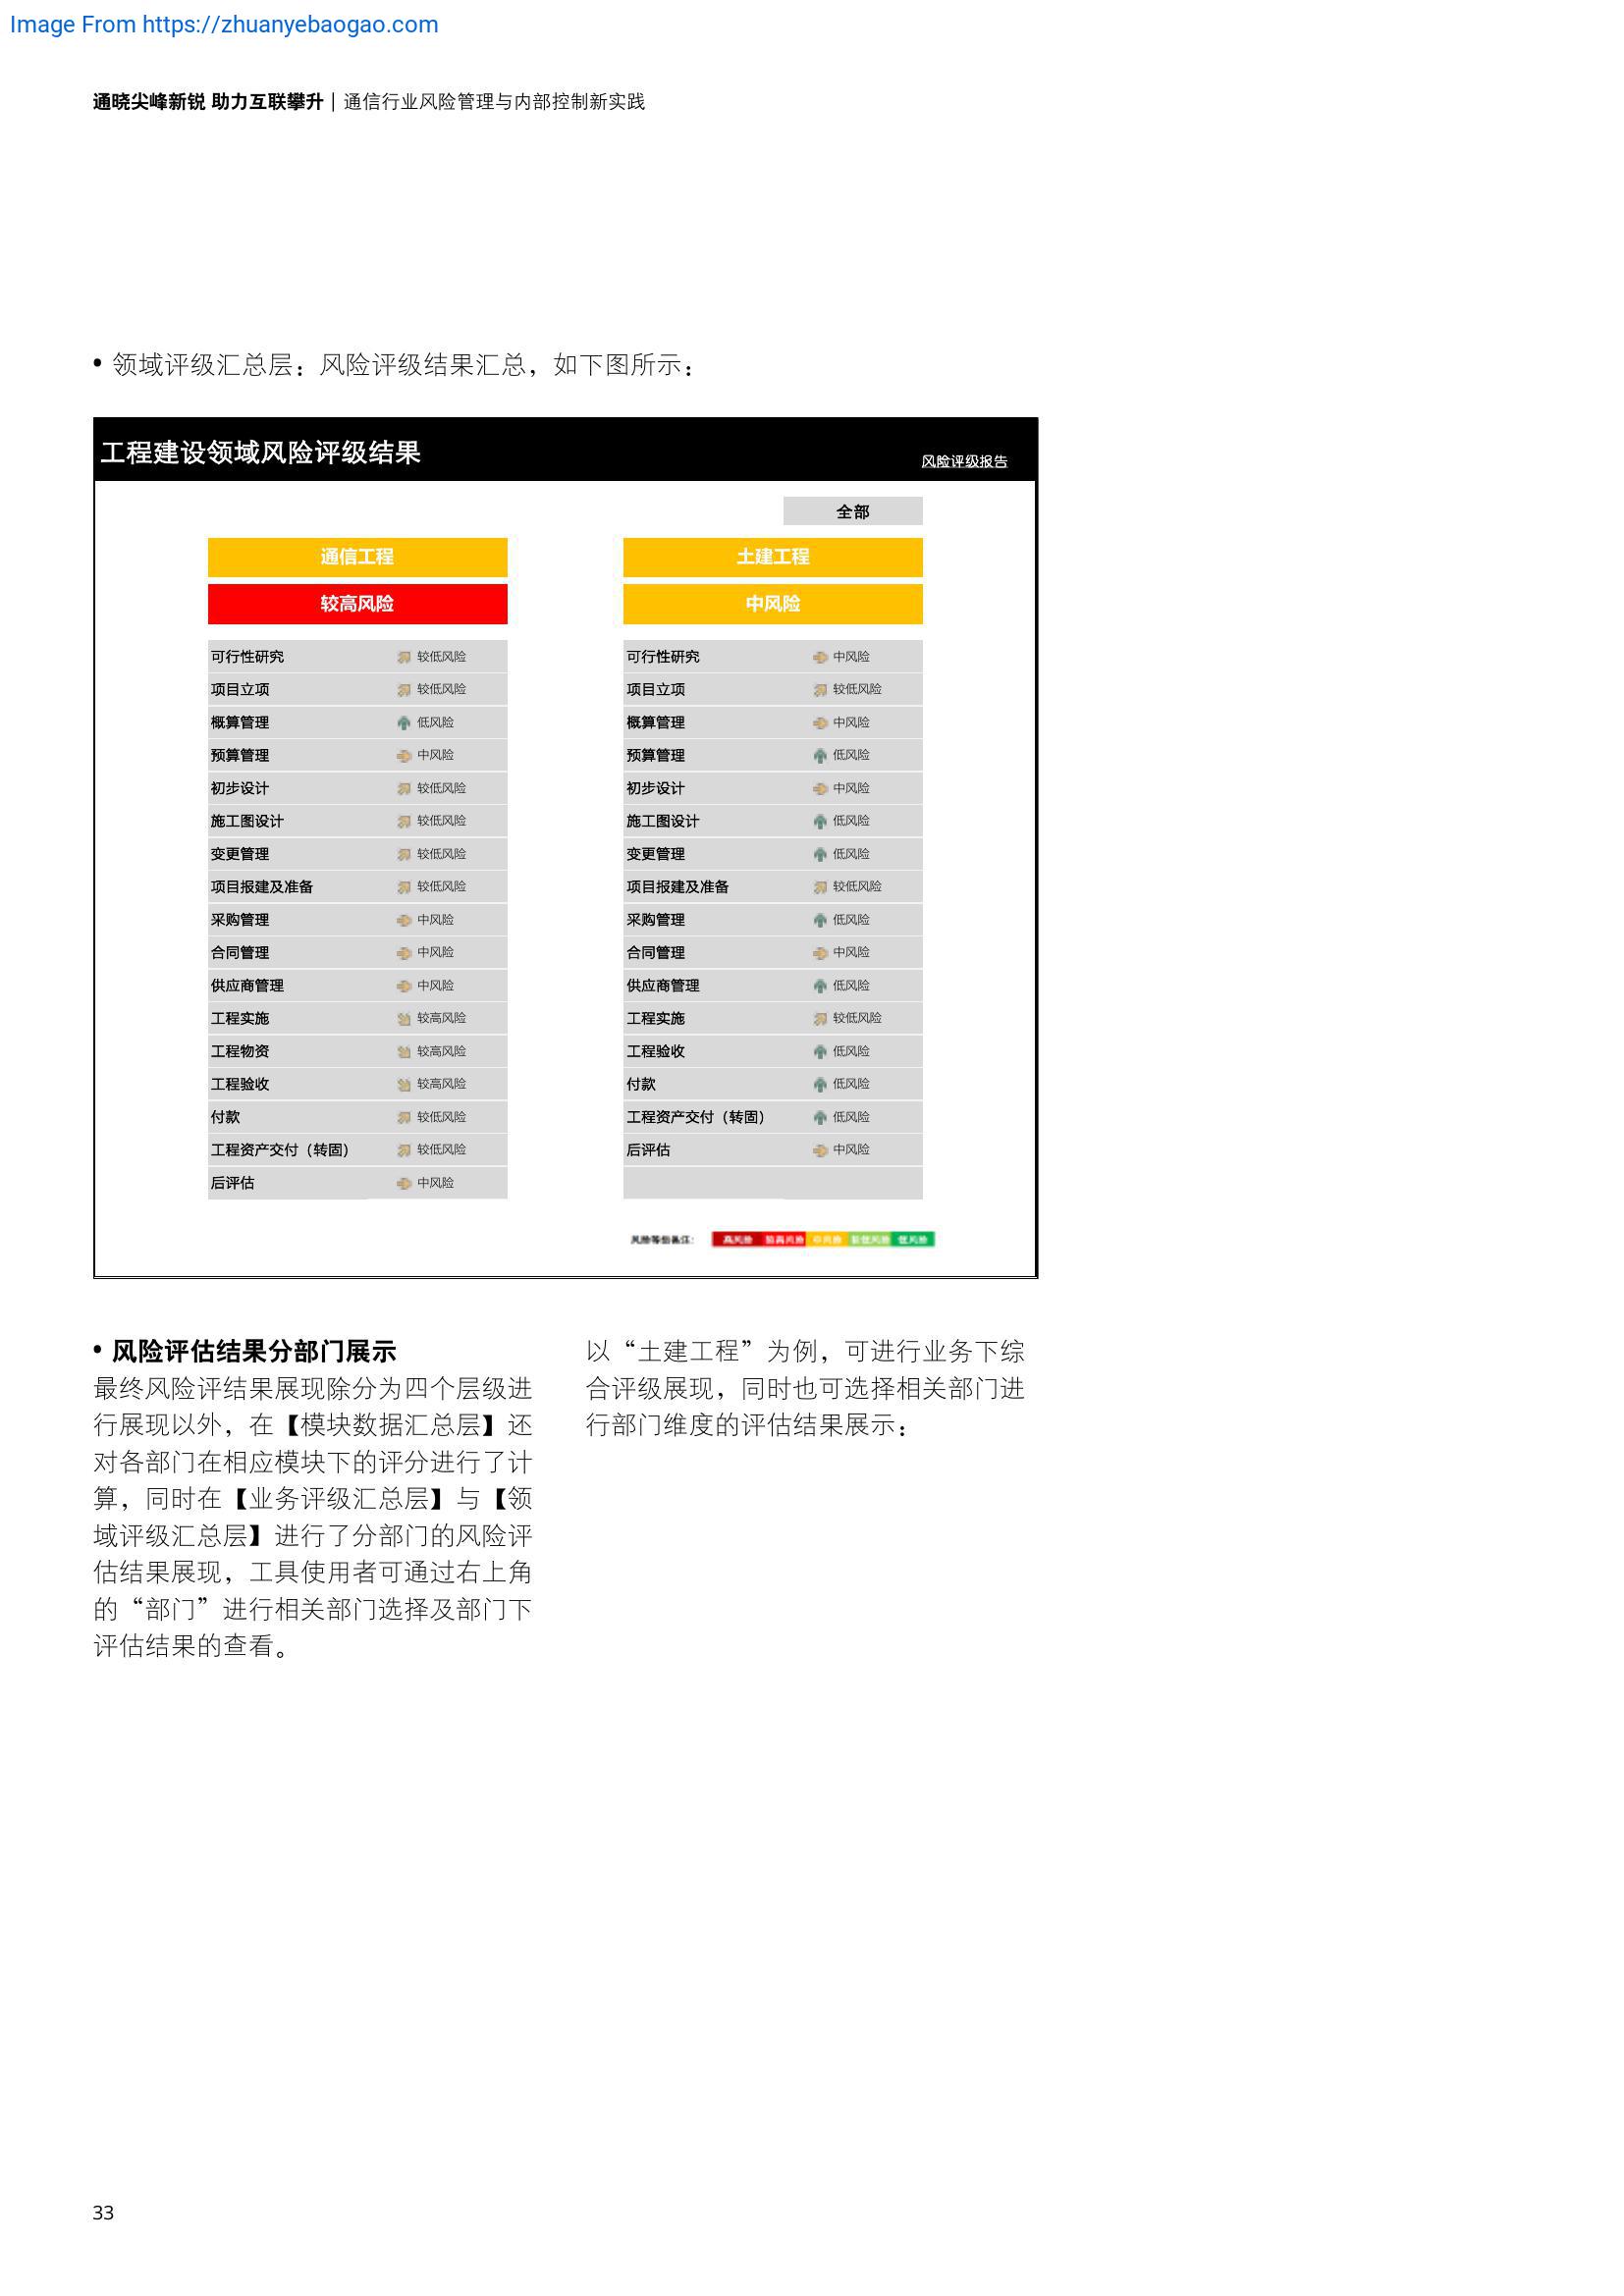 Image From https://zhuanyebaogao.com
通晓尖峰新锐 助力互联攀升 | 通信行业风险管理与内部控制新实践
• 领域评级汇总层：风险评级结果汇总，如下图所示：
工程建设领域风险评级结果
风险评级报告
全部
通信工程
较高风险
可行性研究 较低风险
项目立项 较低风险
概算管理 低风险
预算管理 中风险
初步设计 较低风险
施工图设计 较低风险
变更管理 较低风险
项目报建及准备 较低风险
采购管理 中风险
合同管理 中风险
供应商管理 中风险
工程实施 较高风险
工程物资 较高风险
工程验收 较高风险
付款 较低风险
工程资产交付（转固） 较低风险
后评估 中风险
土建工程
中风险
可行性研究 中风险
项目立项 较低风险
概算管理 中风险
预算管理 低风险
初步设计 中风险
施工图设计 低风险
变更管理 低风险
项目报建及准备 较低风险
采购管理 低风险
合同管理 中风险
供应商管理 低风险
工程实施 较低风险
工程验收 低风险
付款 低风险
工程资产交付（转固） 低风险
后评估 中风险
高风险 较高风险 中风险 较低风险 低风险
• 风险评估结果分部门展示
最终风险评结果展现除分为四个层级进
行展现以外，在【模块数据汇总层】还
对各部门在相应模块下的评分进行了计
算，同时在【业务评级汇总层】与【领
域评级汇总层】进行了分部门的风险评
估结果展现，工具使用者可通过右上角
的“部门”进行相关部门选择及部门下
评估结果的查看。
以“土建工程”为例，可进行业务下综
合评级展现，同时也可选择相关部门进
行部门维度的评估结果展示：
33